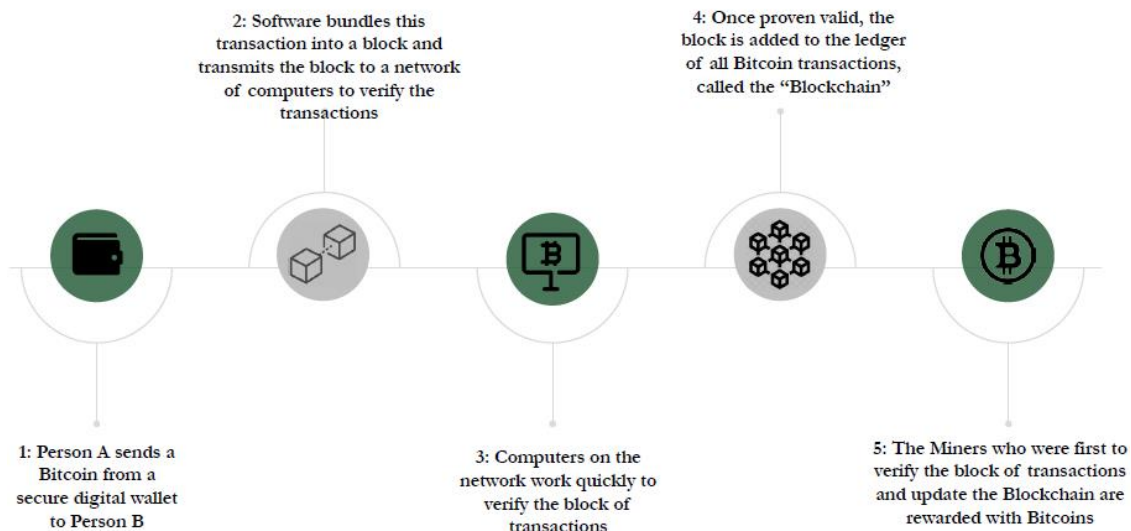 2: Software bundles this
transaction into a block and
transmits the block to a network
of computers to verify the
transactions
4: Once proven valid, the
block is added to the ledger
of all Bitcoin transactions,
called the “Blockchain”
1: Person A sends a
Bitcoin from a
secure digital wallet
to Person B
3: Computers on the
network work quickly to
verify the block of
transactions
5: The Miners who were first to
verify the block of transactions
and update the Blockchain are
rewarded with Bitcoins